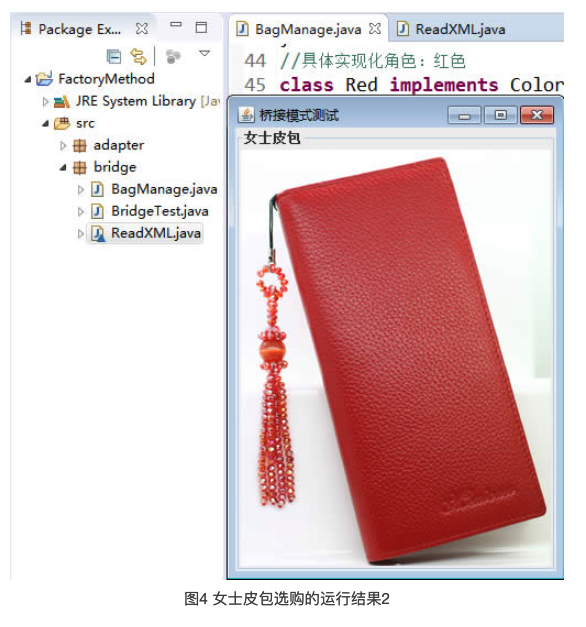 Package Ex...
FactoryMethod
JRE System Library [Jav
src
adapter
bridge
BagManage.java
BridgeTest.java
ReadXML.java
BagManage.java
ReadXML.java
44 //具体实现化角色：红色
45 class Red implements Color
桥接模式测试
女士皮包
图4 女士皮包选购的运行结果2